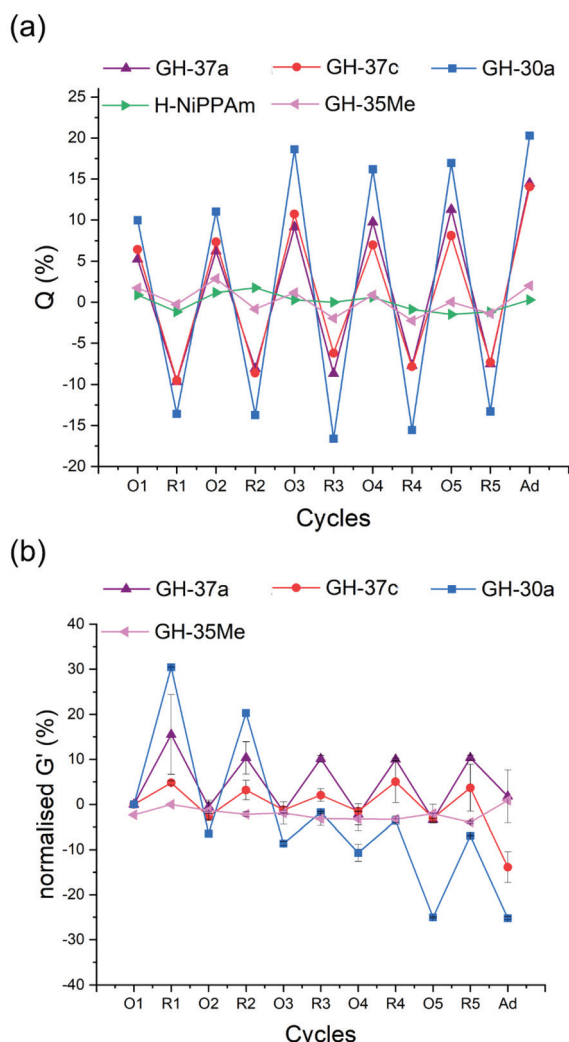 (a)
GH-37a GH-37c GH-30a
H-NiPPAm GH-35Me
25
20
15
10
5
0
-5
-10
-15
-20
Q (%)
O1 R1 O2 R2 O3 R3 O4 R4 O5 R5 Ad
Cycles
(b)
GH-37a GH-37c GH-30a
GH-35Me
40
30
20
10
0
-10
-20
-30
-40
normalised G' (%)
O1 R1 O2 R2 O3 R3 O4 R4 O5 R5 Ad
Cycles